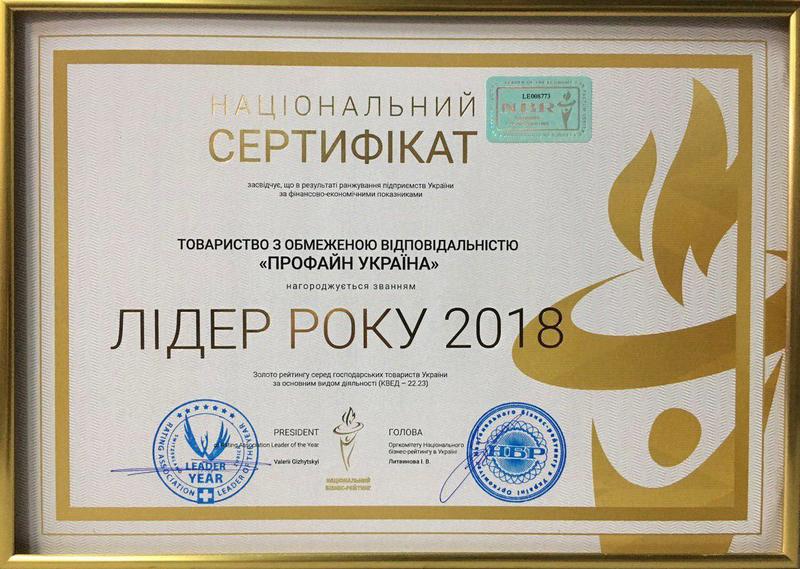 НАЦІОНАЛЬНИЙ
СЕРТИФІКАТ
LE008773
NBR
засвідчує, що в результаті ранжування підприємств України
за фінансово-економічними показниками
ТОВАРИСТВО З ОБМЕЖЕНОЮ ВІДПОВІДАЛЬНІСТЮ
«ПРОФАЙН УКРАЇНА»
нагороджується званням
ЛІДЕР РОКУ 2018
Золото рейтингу серед господарських товариств України
за основним видом діяльності (КВЕД – 22.23)
PRESIDENT
of Rating Association Leader of the Year
Valerii Gizhytskyi
RATING ASSOCIATION LEADER OF THE YEAR
LEADER
YEAR
НАЦІОНАЛЬНИЙ
БІЗНЕС-РЕЙТИНГ
ГОЛОВА
Оргкомітету Національного
бізнес-рейтингу в Україні
Литвинова І. В.
НБР